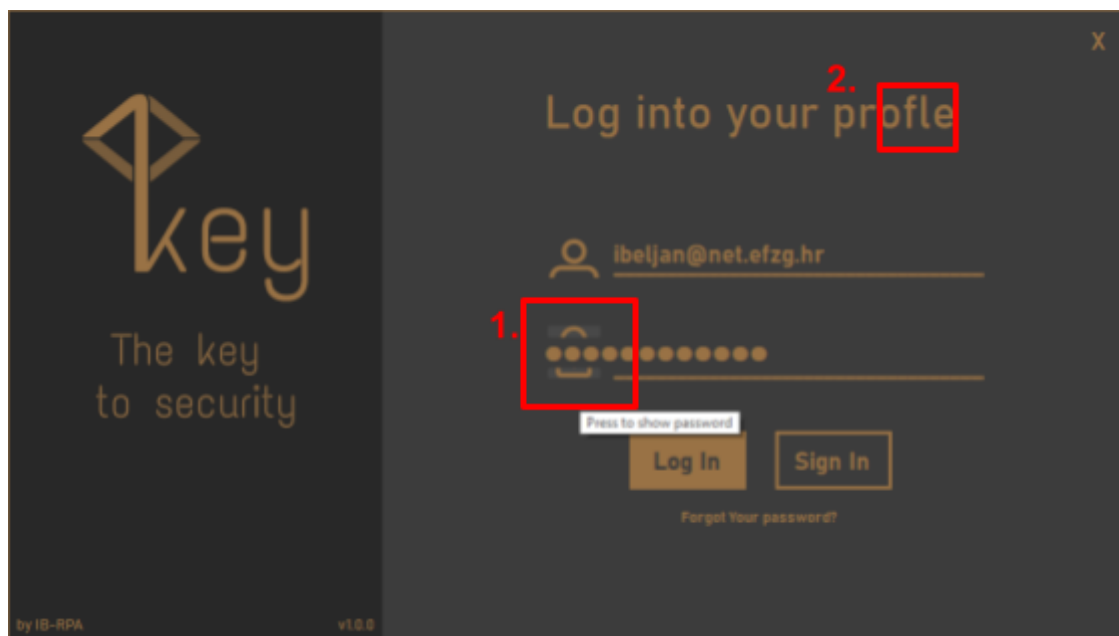 X
2.
Log into your profle
key
ibeljan@net.efzg.hr
1.
The key
to security
Press to show password
Log In
Sign In
Forgot Your password?
by IB-RPA
v1.0.0